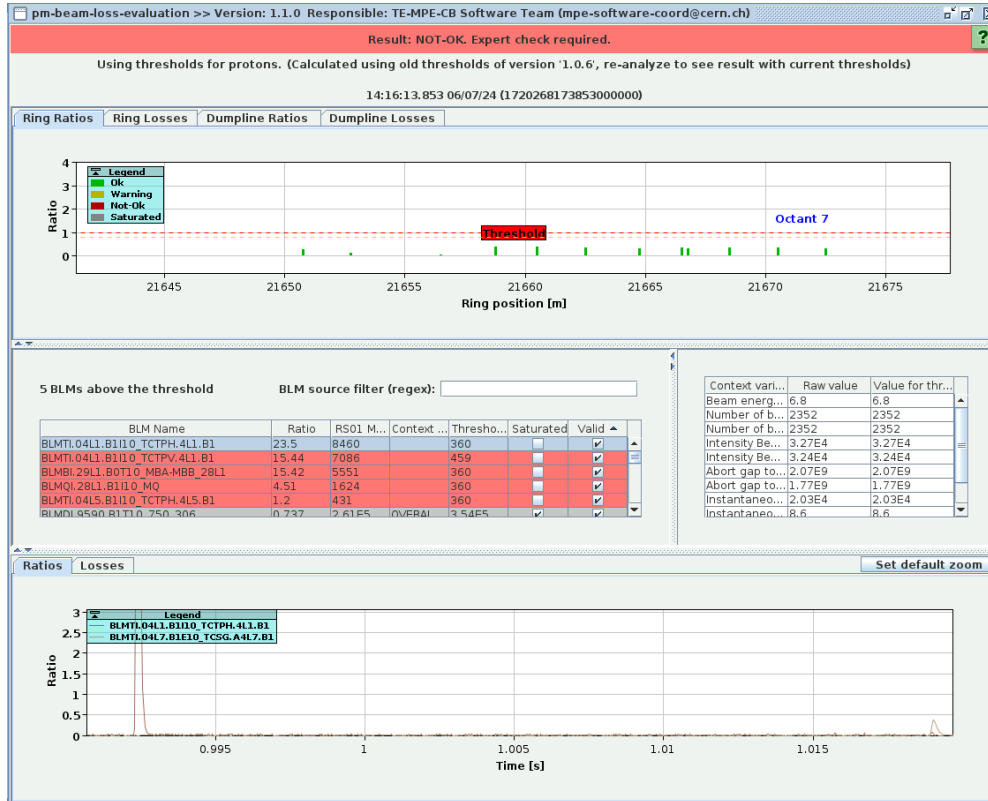 pm-beam-loss-evaluation >> Version: 1.1.0 Responsible: TE-MPE-CB Software Team (mpe-software-coord@cern.ch)
Result: NOT-OK. Expert check required.
?
Using thresholds for protons. (Calculated using old thresholds of version '1.0.6', re-analyze to see result with current thresholds)
14:16:13.853 06/07/24 (1720268173853000000)
Ring Ratios Ring Losses Dumpline Ratios Dumpline Losses
4
3
2
1
0
Ratio
Legend
Ok
Warning
Not-Ok
Saturated
Octant 7
Threshold
21645 21650 21655 21660 21665 21670 21675
Ring position [m]
5 BLMs above the threshold BLM source filter (regex):
BLM Name Ratio RS01 M... Context ... Thresho... Saturated Valid
BLMTI.04L1.B1I10_TCTPH.4L1.B1 23.5 8460 360
BLMTI.04L1.B1I10_TCTPV.4L1.B1 15.44 7086 459
BLMBI.29L1.B0T10_MBA-MBB_28L1 15.42 5551 360
BLMQI.28L1.B1I10_MQ 4.51 1624 360
BLMTI.04L5.B1I10_TCTPH.4L5.B1 1.2 431 360
BLMDI.9590.B1T10_750_306 0.737 2.61E5 OVERAL... 3.54E5
Context vari... Raw value Value for thr...
Beam energ... 6.8 6.8
Number of b... 2352 2352
Number of b... 2352 2352
Intensity Be... 3.27E4 3.27E4
Intensity Be... 3.24E4 3.24E4
Abort gap to... 2.07E9 2.07E9
Abort gap to... 1.77E9 1.77E9
Instantaneo... 2.03E4 2.03E4
Instantaneo... 8.6 8.6
Ratios Losses Set default zoom
3
2.5
2
1.5
1
0.5
0
Ratio
Legend
BLMTI.04L1.B1I10_TCTPH.4L1.B1
BLMTI.04L7.B1E10_TCSG.A4L7.B1
0.995 1 1.005 1.01 1.015
Time [s]